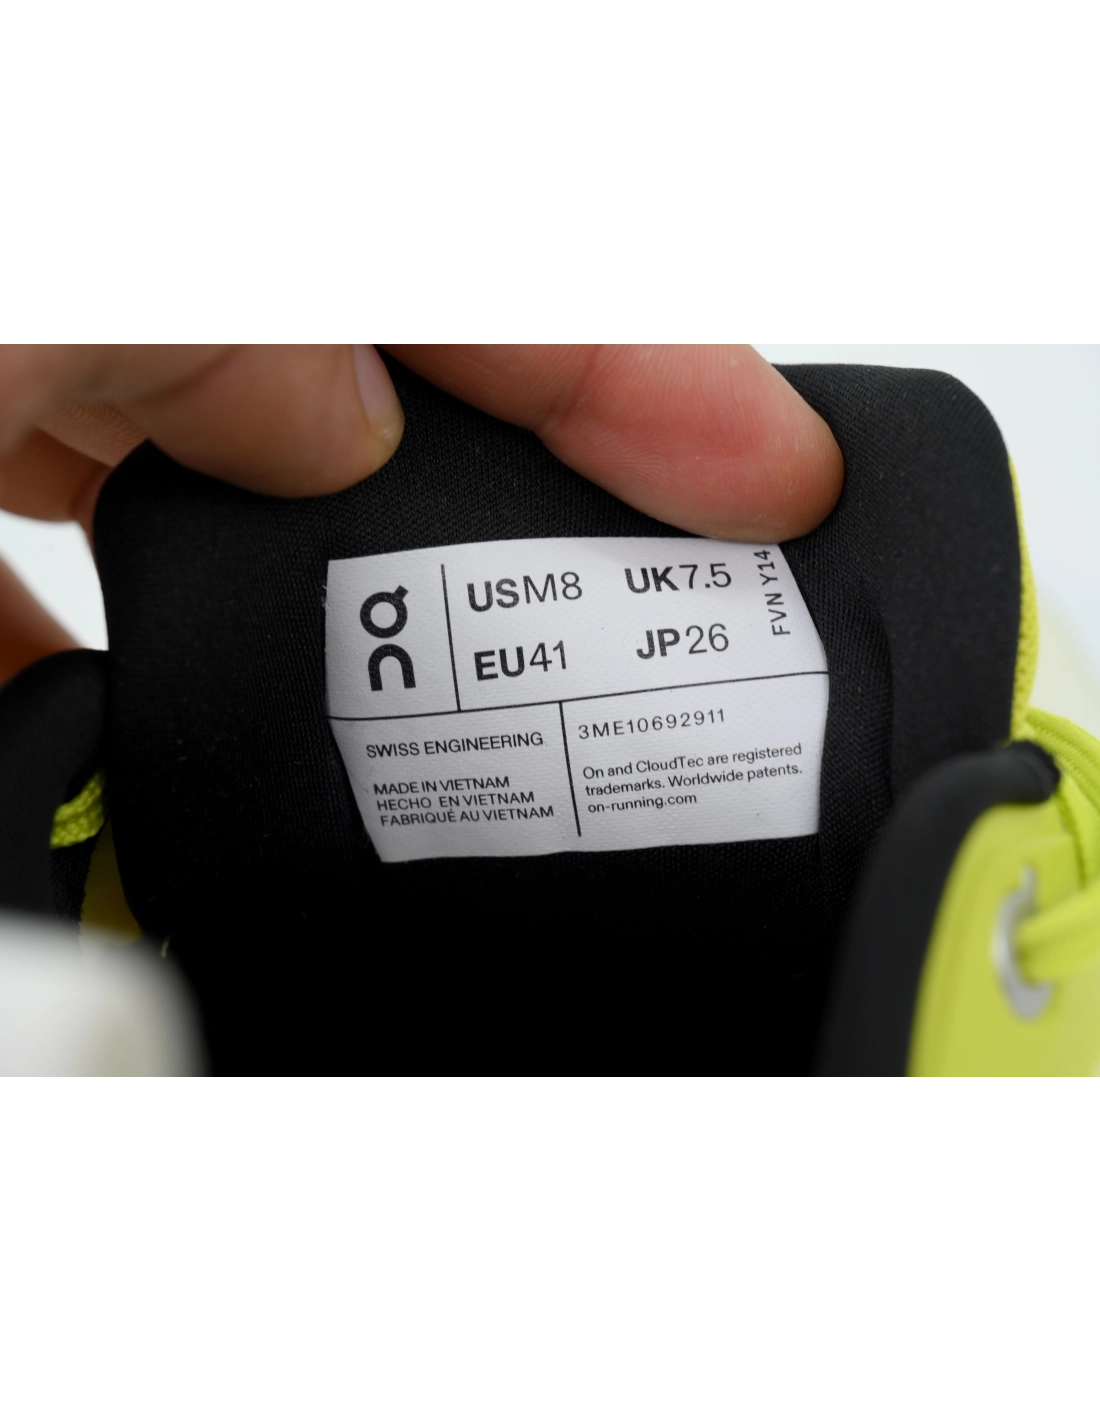 on
USM8 UK7.5
EU41 JP26
FVN Y14
SWISS ENGINEERING
MADE IN VIETNAM
HECHO EN VIETNAM
FABRIQUÉ AU VIETNAM
3ME10692911
On and CloudTec are registered
trademarks. Worldwide patents.
on-running.com